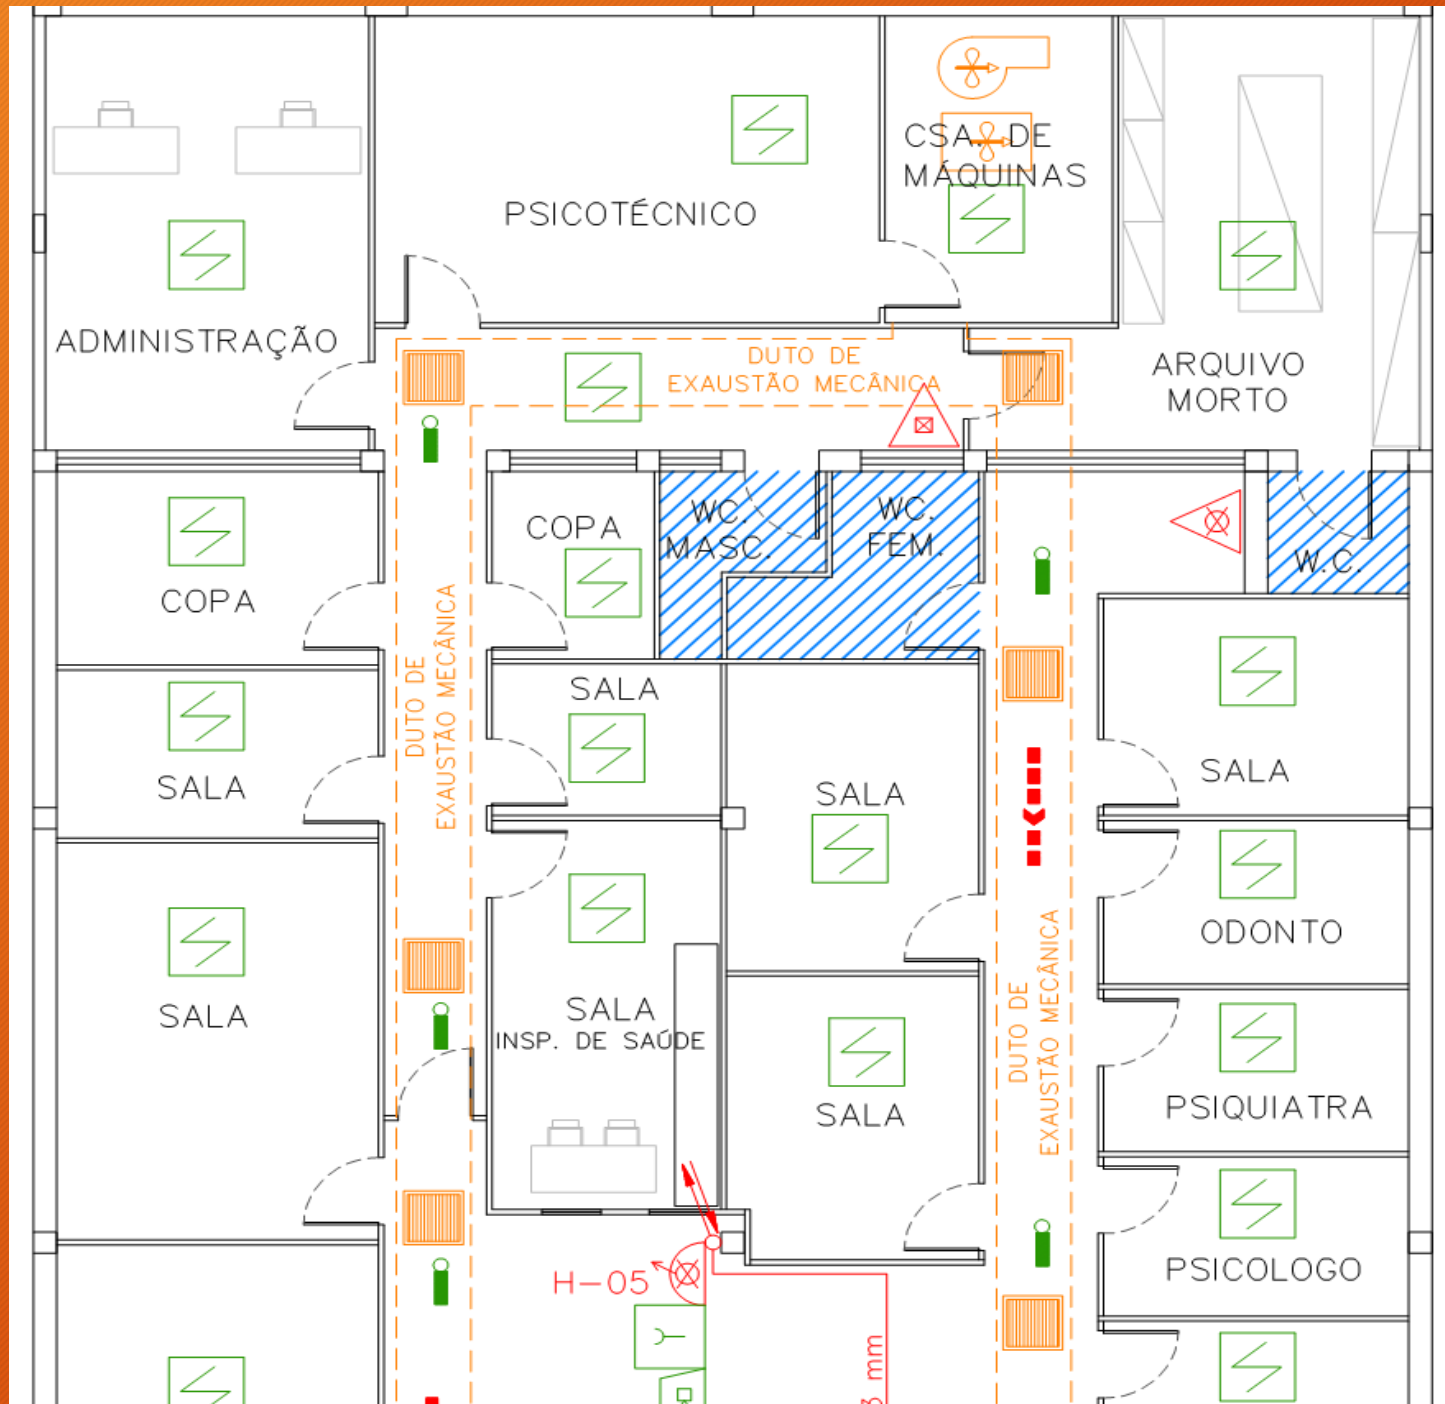 CSA. DE
MÁQUINAS
PSICOTÉCNICO
ADMINISTRAÇÃO
DUTO DE
EXAUSTÃO MECÂNICA
ARQUIVO
MORTO
COPA
WC.
MASC.
WC.
FEM.
W.C.
COPA
DUTO DE
EXAUSTÃO MECÂNICA
SALA
SALA
SALA
SALA
ODONTO
SALA
SALA
INSP. DE SAÚDE
DUTO DE
EXAUSTÃO MECÂNICA
SALA
PSIQUIATRA
PSICOLOGO
H-05
mm